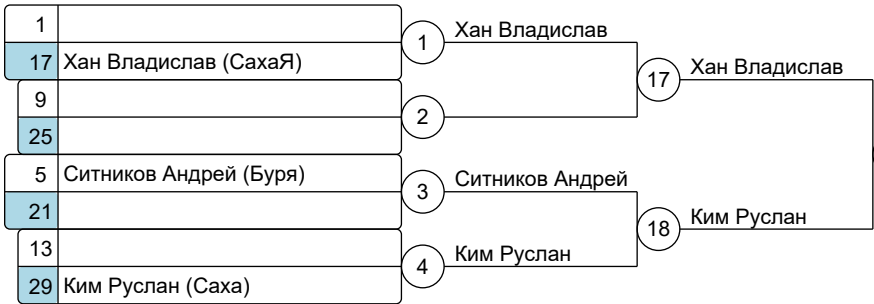 1
1
Хан Владислав
17 Хан Владислав (СахаЯ)
17
Хан Владислав
9
2
25
5 Ситников Андрей (Буря)
3
Ситников Андрей
21
18
Ким Руслан
13
4
Ким Руслан
29 Ким Руслан (Саха)